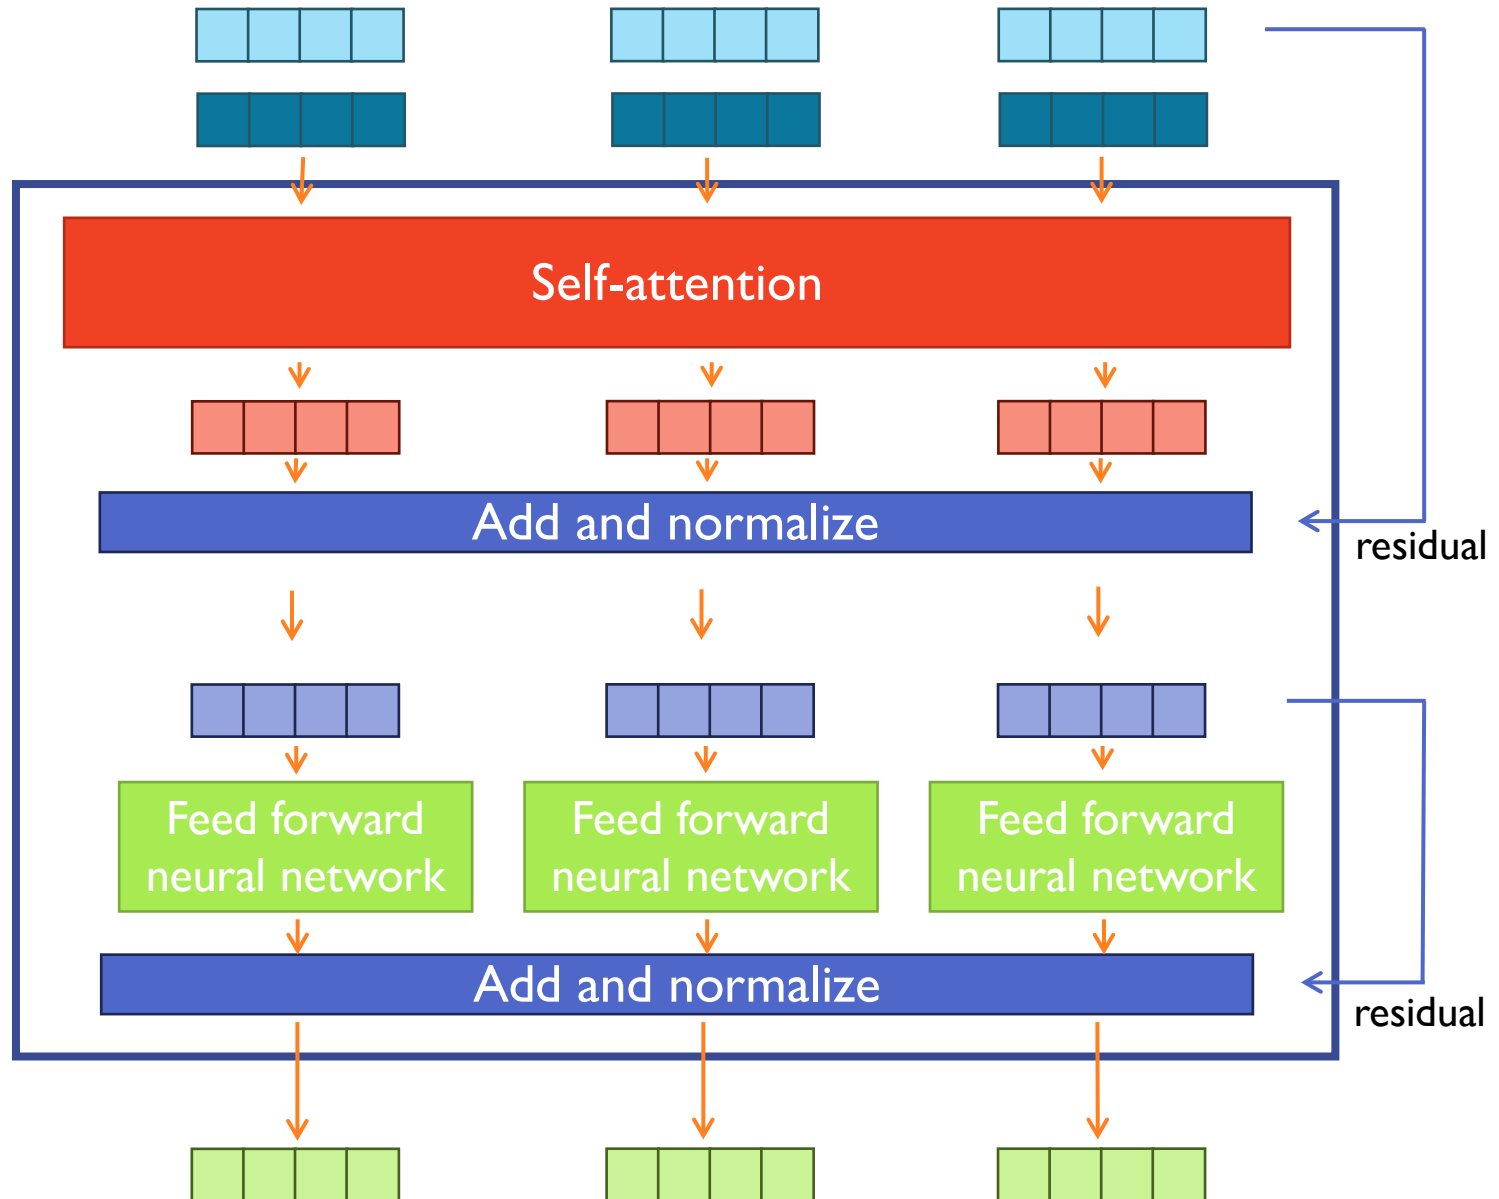 Self-attention
Add and normalize
residual
Feed forward
neural network
Feed forward
neural network
Feed forward
neural network
Add and normalize
residual